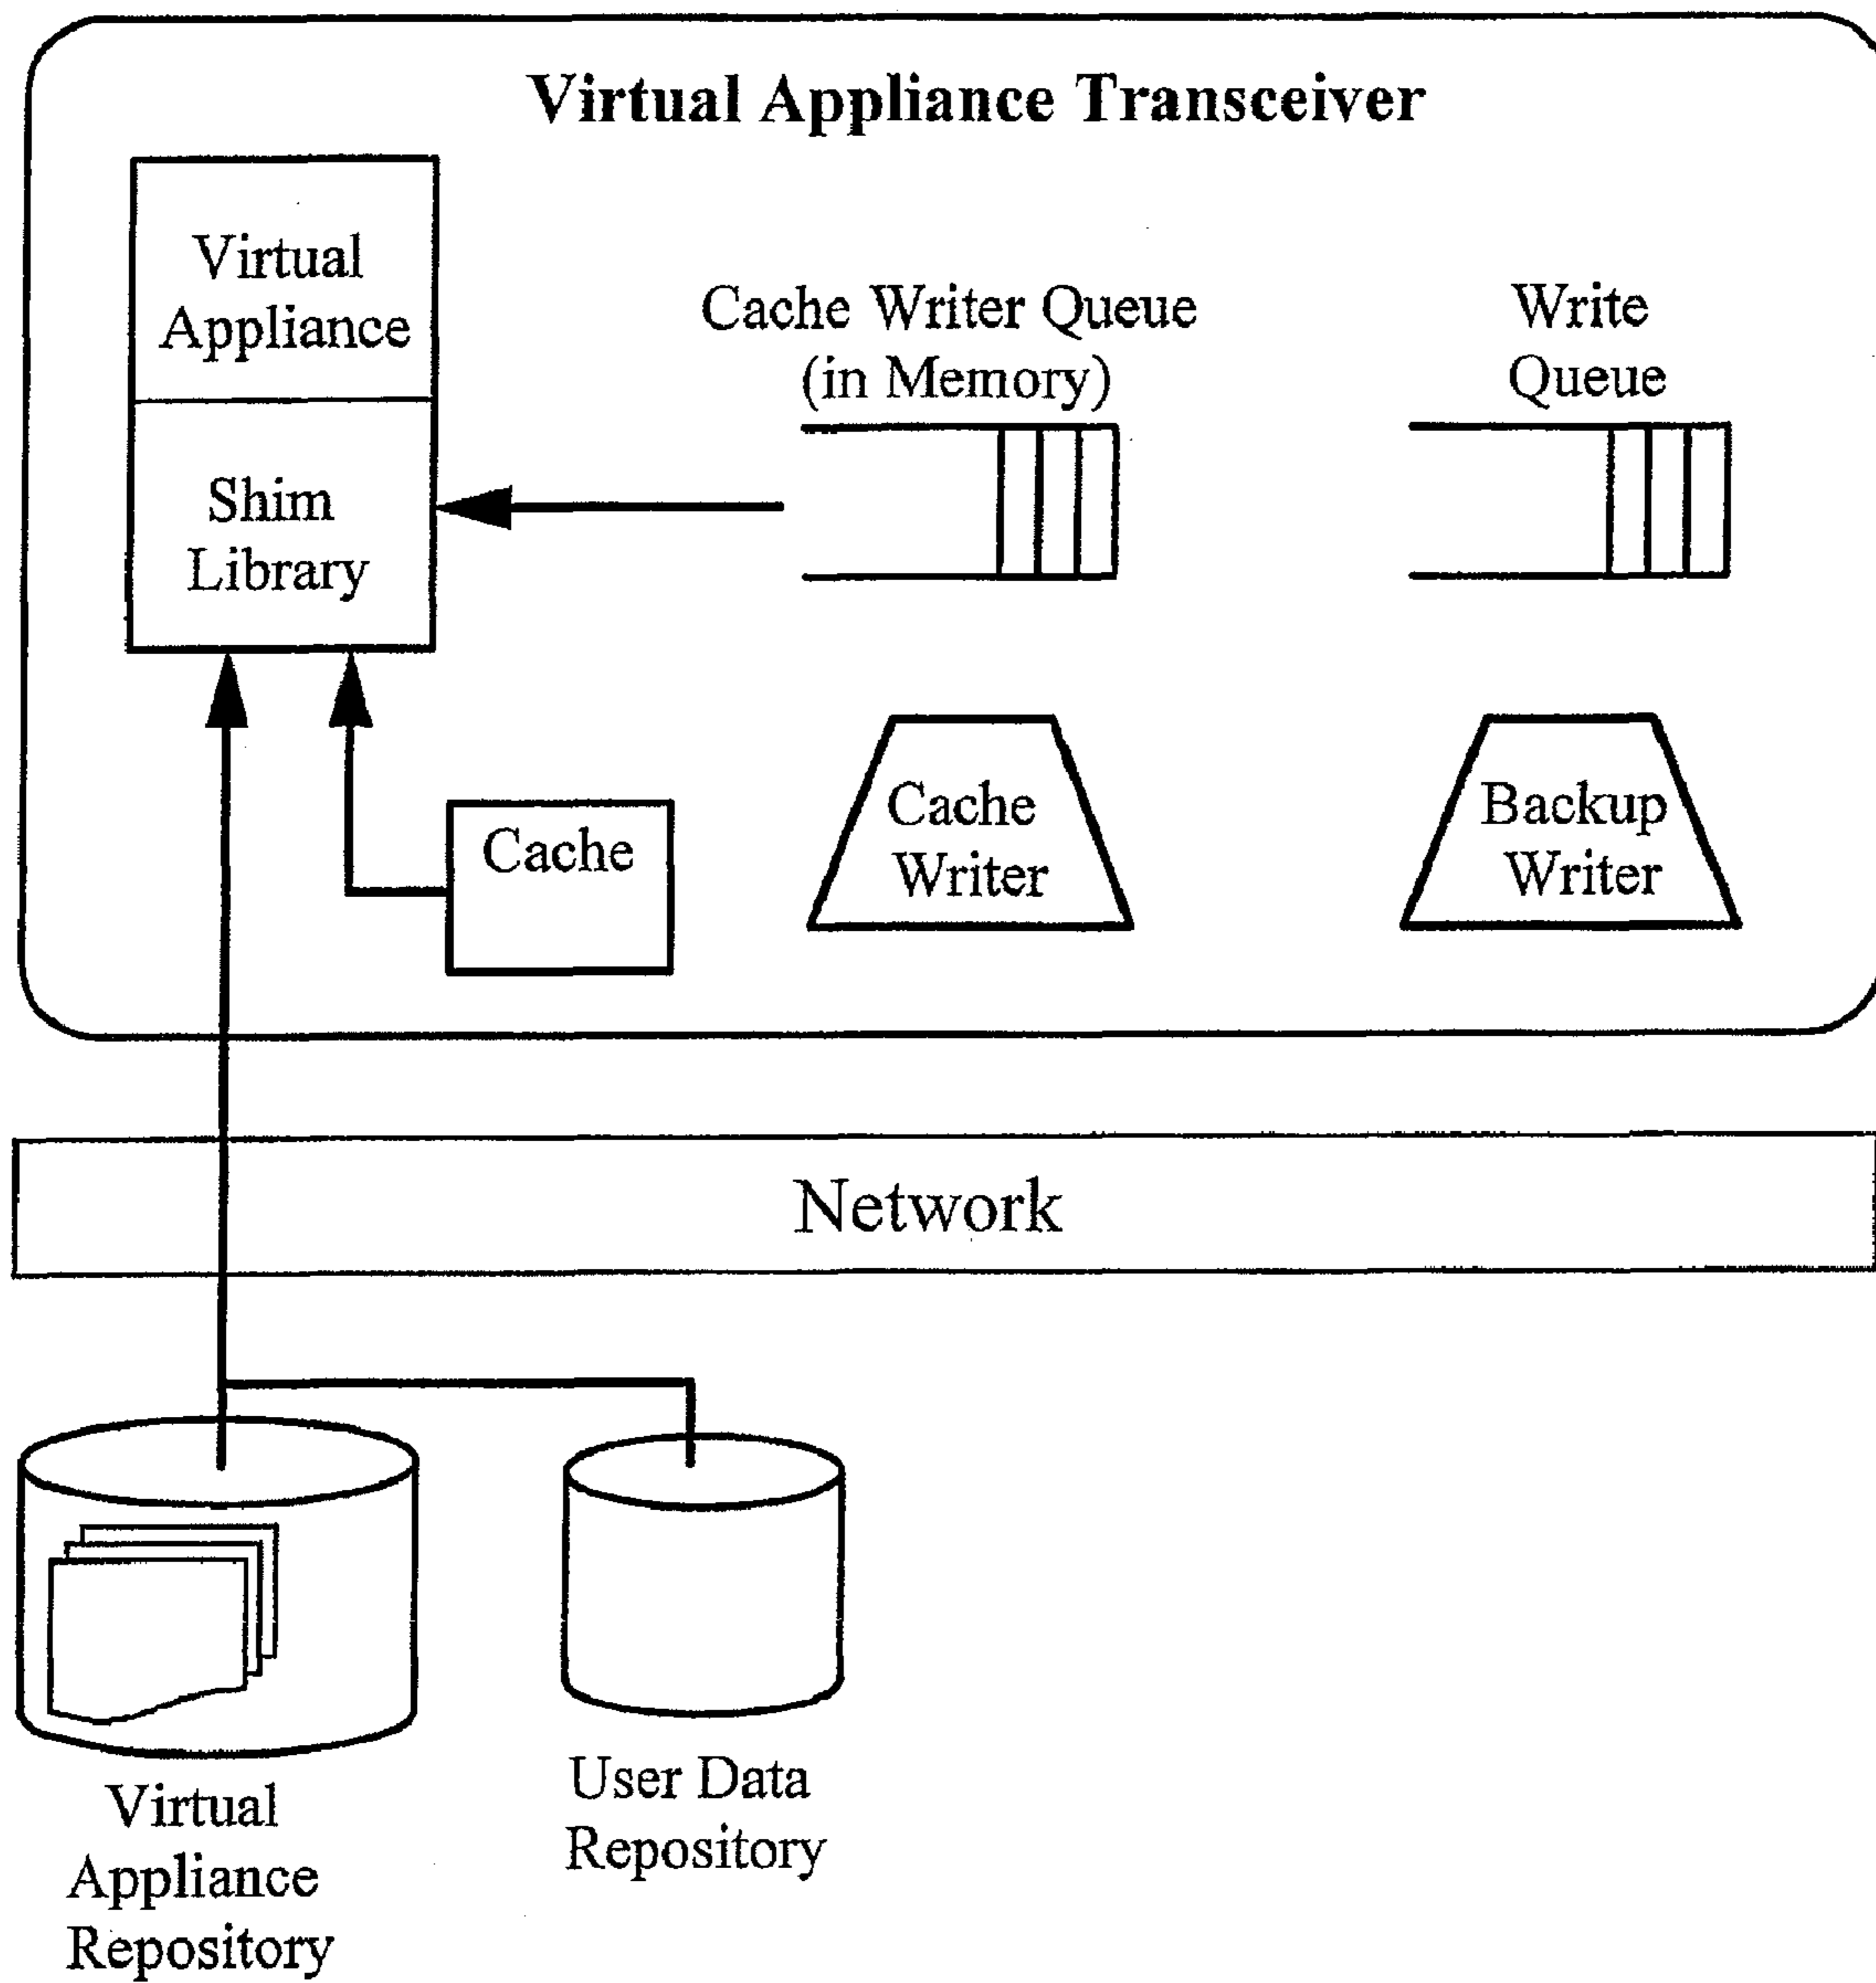 Virtual Appliance Transceiver
Virtual
Appliance
Shim
Library
Cache Writer Queue
(in Memory)
Write
Queue
Cache
Cache
Writer
Backup
Writer
Network
Virtual
Appliance
Repository
User Data
Repository